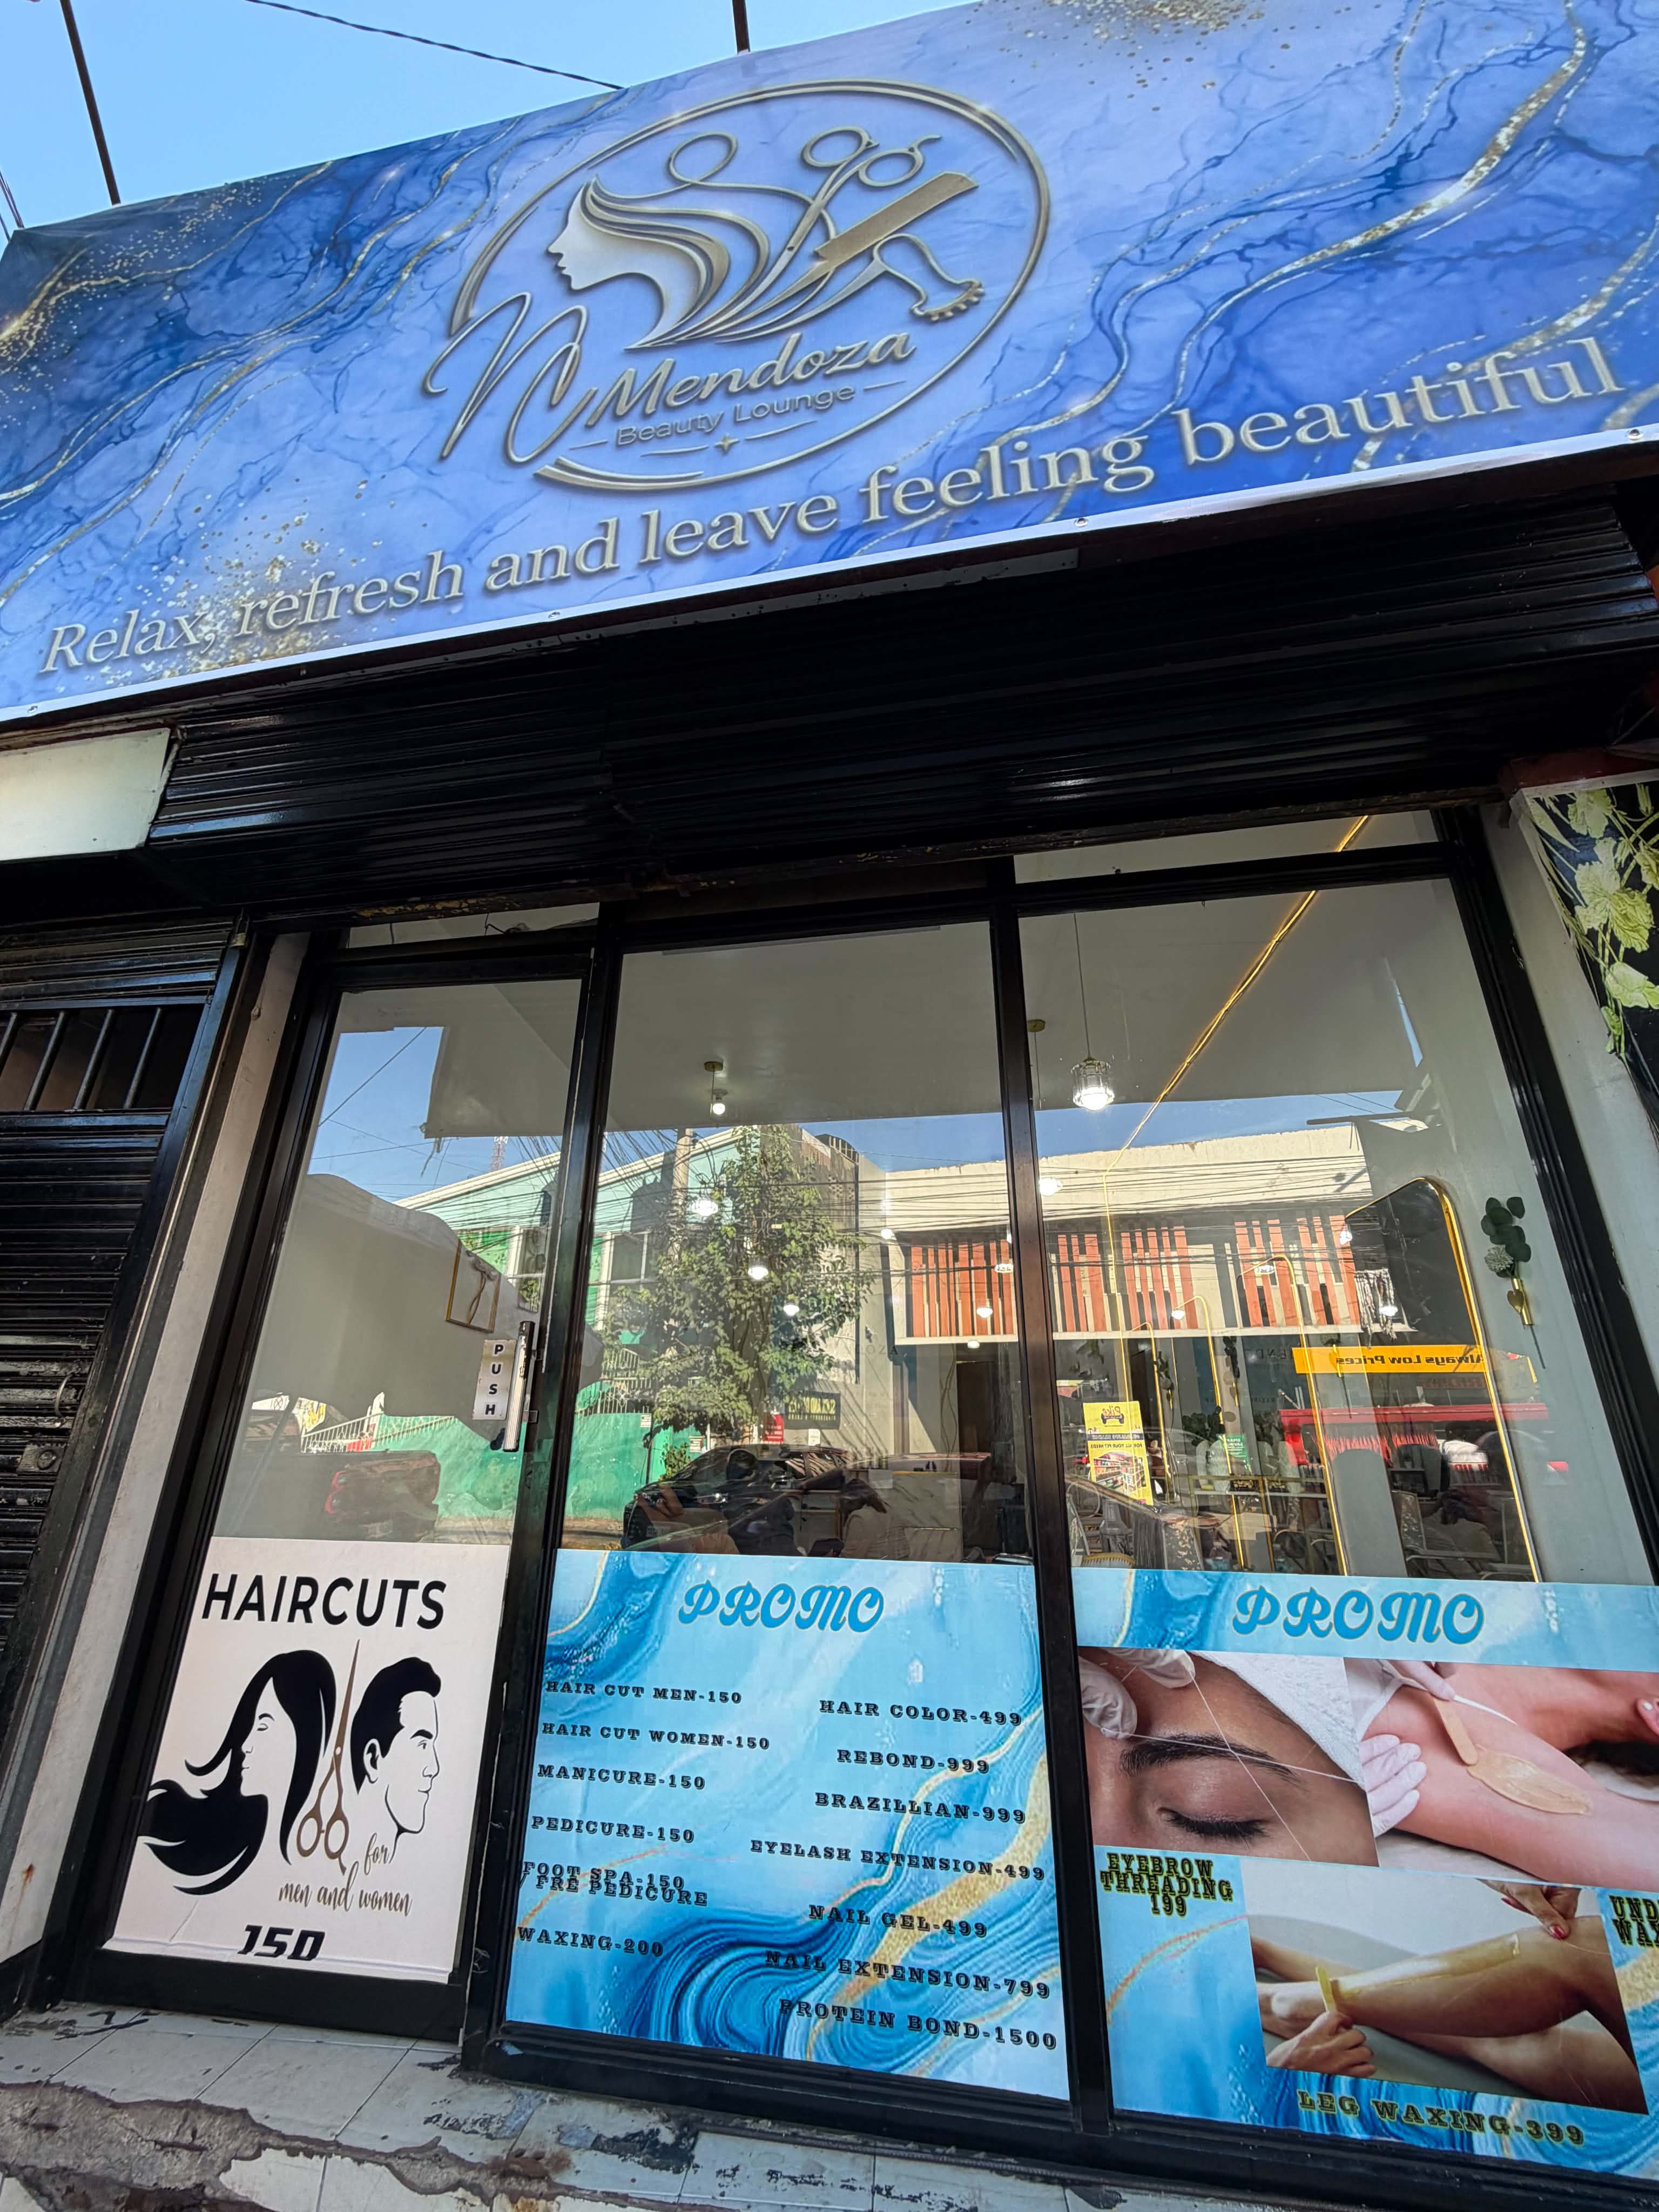 N Mendoza
Beauty Lounge
Relax, refresh and leave feeling beautiful
PUSH
Always Low Prices
HAIRCUTS
for
men and women
150
PROMO
HAIR CUT MEN-150
HAIR CUT WOMEN-150
MANICURE-150
PEDICURE-150
FOOT SPA-150
/ FRE PEDICURE
WAXING-200
HAIR COLOR-499
REBOND-999
BRAZILLIAN-999
EYELASH EXTENSION-499
NAIL GEL-499
NAIL EXTENSION-799
PROTEIN BOND-1500
PROMO
EYEBROW
THREADING
199
LEG WAXING-399